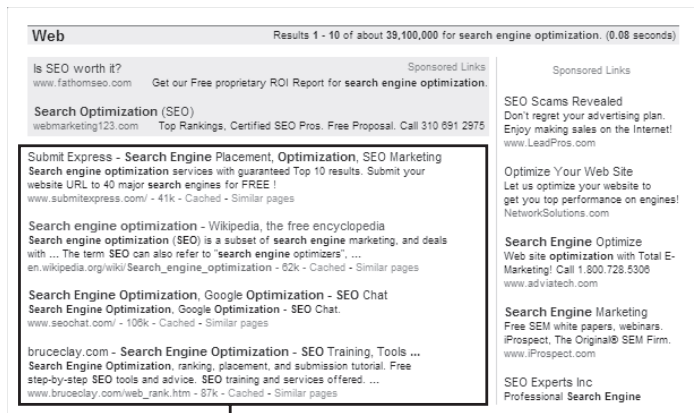 Web
Results 1 - 10 of about 39,100,000 for search engine optimization. (0.08 seconds)
Is SEO worth it?
Sponsored Links
www.fathomseo.com Get our Free proprietary ROI Report for search engine optimization.
Search Optimization (SEO)
webmarketing123.com Top Rankings, Certified SEO Pros. Free Proposal. Call 310 691 2975
Submit Express - Search Engine Placement, Optimization, SEO Marketing
Search engine optimization services with guaranteed Top 10 results. Submit your
website URL to 40 major search engines for FREE !
www.submitexpress.com/ - 41k - Cached - Similar pages
Search engine optimization - Wikipedia, the free encyclopedia
Search engine optimization (SEO) is a subset of search engine marketing, and deals
with ... The term SEO can also refer to "search engine optimizers", ...
en.wikipedia.org/wiki/Search_engine_optimization - 62k - Cached - Similar pages
Search Engine Optimization, Google Optimization - SEO Chat
Search Engine Optimization, Google Optimization - SEO Chat.
www.seochat.com/ - 106k - Cached - Similar pages
bruceclay.com - Search Engine Optimization - SEO Training, Tools ...
Search Engine Optimization, ranking, placement, and submission tutorial. Free
step-by-step SEO tools and advice. SEO training and services offered. ...
www.bruceclay.com/web_rank.htm - 87k - Cached - Similar pages
Sponsored Links
SEO Scams Revealed
Don't regret your advertising plan.
Enjoy making sales on the Internet!
www.LeadPros.com
Optimize Your Web Site
Let us optimize your website to
get you top performance on engines!
NetworkSolutions.com
Search Engine Optimize
Web site optimization with Total E-
Marketing! Call 1.800.728.5306
www.adviatech.com
Search Engine Marketing
Free SEM white papers, webinars.
iProspect, The Original® SEM Firm.
www.iProspect.com
SEO Experts Inc
Professional Search Engine